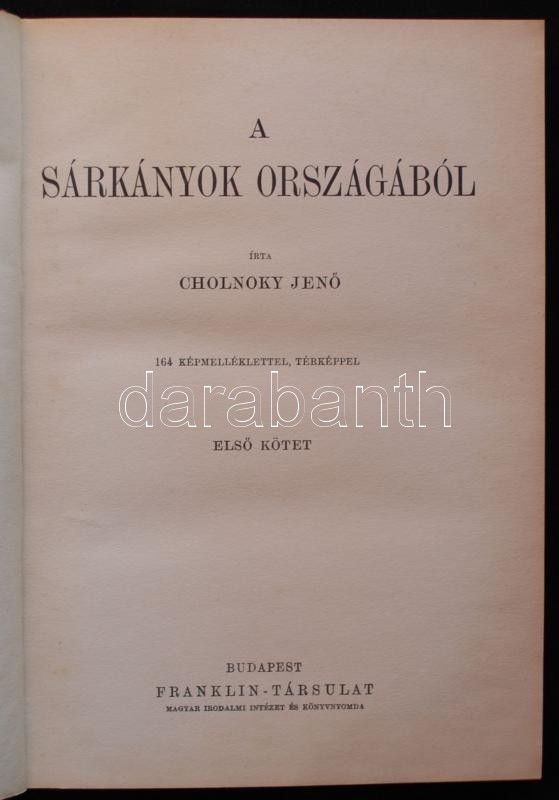 A
SÁRKÁNYOK ORSZÁGÁBÓL
ÍRTA
CHOLNOKY JENŐ
164 KÉPMELLÉKLETTEL, TÉRKÉPPEL
darabanth
ELSŐ KÖTET
BUDAPEST
FRANKLIN-TÁRSULAT
MAGYAR IRODALMI INTÉZET ÉS KÖNYVNYOMDA